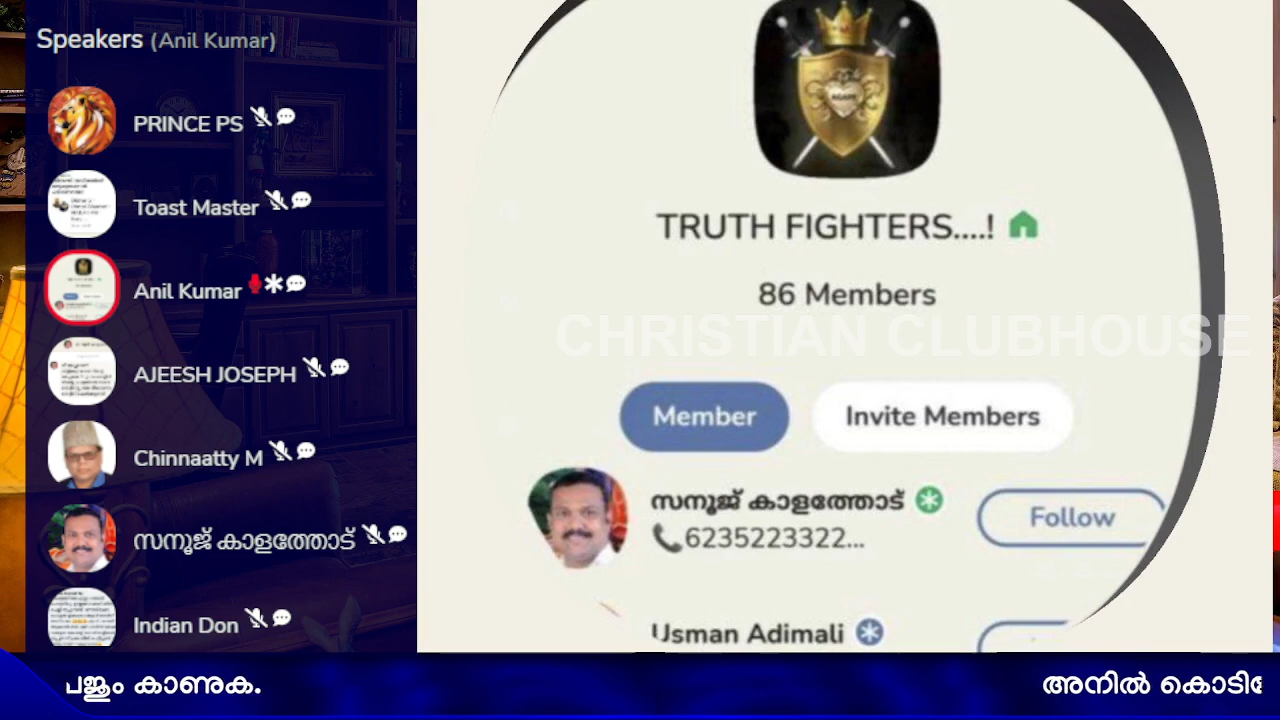 Speakers (Anil Kumar)
PRINCE PS
Toast Master
Anil Kumar
AJEESH JOSEPH
Chinnaatty M
സനൂജ് കാളത്തോട്
Indian Don
TRUTH FIGHTERS....!
86 Members
CHRISTIAN CLUBHOUSE
Member
Invite Members
സനൂജ് കാളത്തോട്
Follow
6235223322...
Usman Adimali
പജും കാണുക.
അനിൽ